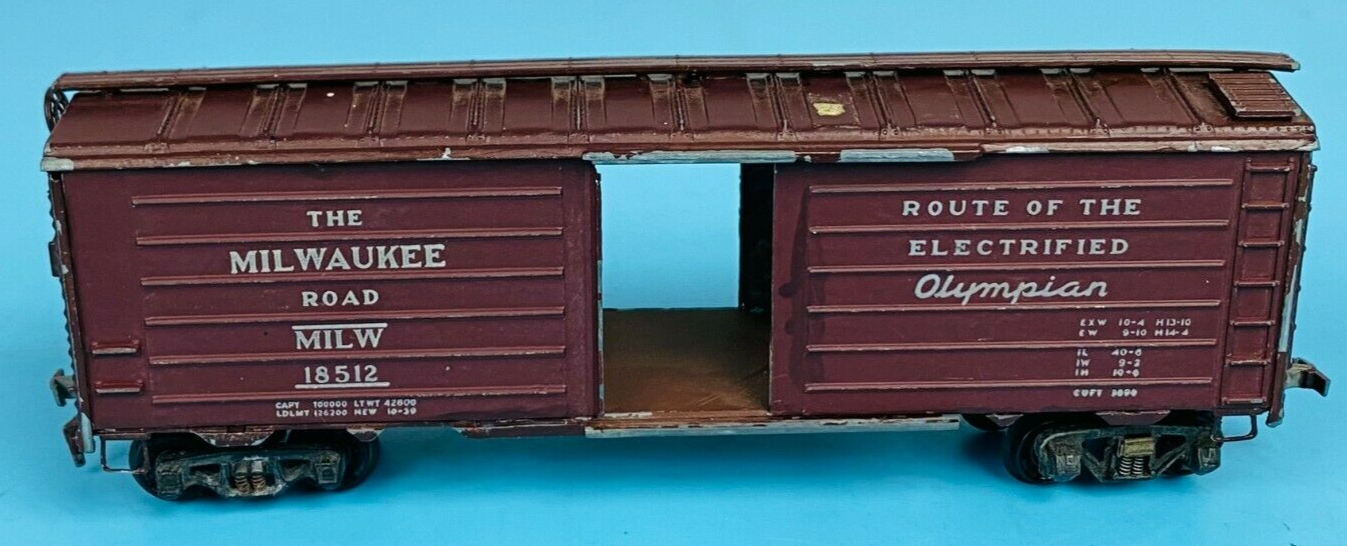 THE
MILWAUKEE
ROAD
MILW
18512
CAPY 100000 LTWT 42600
LDLMT 126200 NEW 10-39
ROUTE OF THE
ELECTRIFIED
Olympian
EXW 10-4 H13-10
EW 9-10 H14-4
IL 40-6
IW 9-2
IH 10-6
CUFT